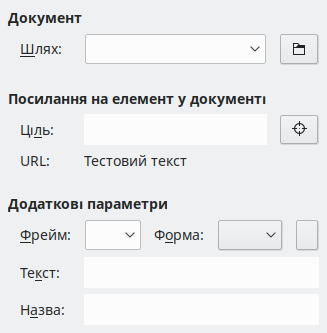 Документ
Шлях:
Посилання на елемент у документі
Ціль:
URL: Тестовий текст
Додаткові параметри
Фрейм: Форма:
Текст:
Назва: